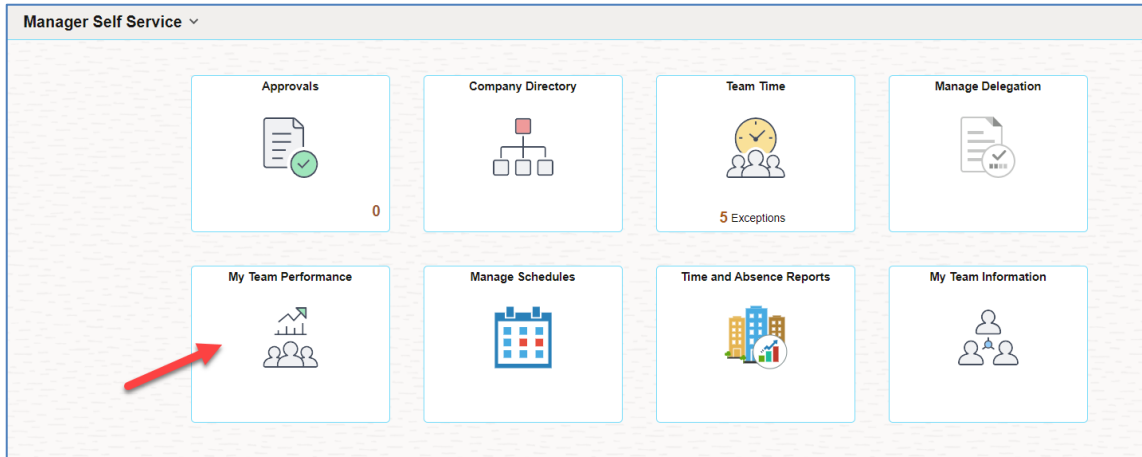 Manager Self Service
Approvals
Company Directory
Team Time
Manage Delegation
0
5 Exceptions
My Team Performance
Manage Schedules
Time and Absence Reports
My Team Information